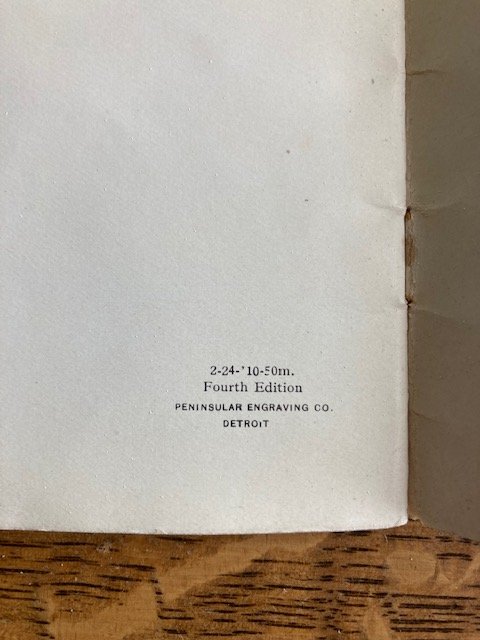 2-24-'10-50m.
Fourth Edition
PENINSULAR ENGRAVING CO.
DETROIT